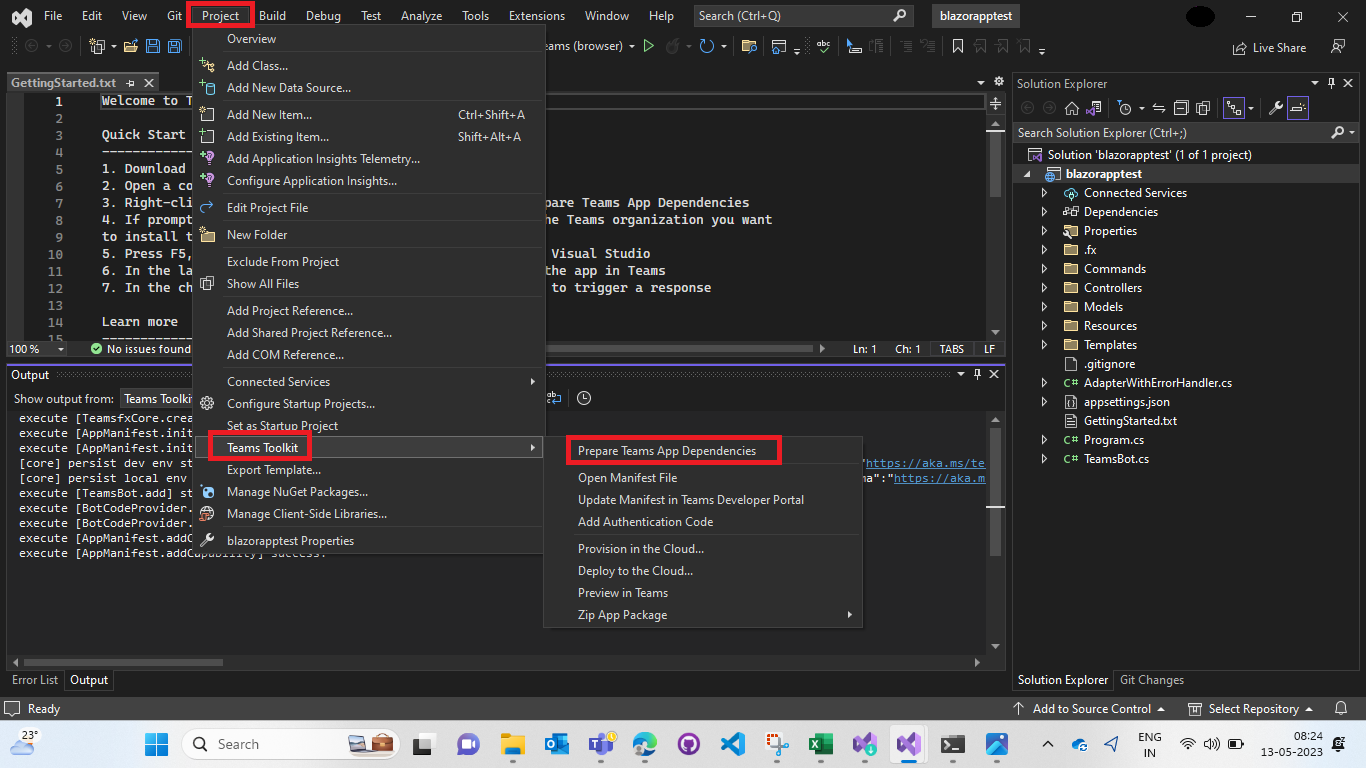 File Edit View Git Project Build Debug Test Analyze Tools Extensions Window Help Search (Ctrl+Q) blazorapptest
eams (browser) Live Share
GettingStarted.txt
1 Welcome to T
2
3 Quick Start
4 -------------
5 1. Download
6 2. Open a co
7 3. Right-cli pare Teams App Dependencies
8 4. If prompt he Teams organization you want
9 to install t
10 5. Press F5, Visual Studio
11 6. In the la the app in Teams
12 7. In the ch to trigger a response
13
14 Learn more
15 -------------
100 % No issues found Ln: 1 Ch: 1 TABS LF
Overview
Add Class...
Add New Data Source...
Add New Item... Ctrl+Shift+A
Add Existing Item... Shift+Alt+A
Add Application Insights Telemetry...
Configure Application Insights...
Edit Project File
New Folder
Exclude From Project
Show All Files
Add Project Reference...
Add Shared Project Reference...
Add COM Reference...
Connected Services
Configure Startup Projects...
Set as Startup Project
Teams Toolkit
Export Template...
Manage NuGet Packages...
Manage Client-Side Libraries...
blazorapptest Properties
Prepare Teams App Dependencies
Open Manifest File
Update Manifest in Teams Developer Portal
Add Authentication Code
Provision in the Cloud...
Deploy to the Cloud...
Preview in Teams
Zip App Package
Output
Show output from: Teams Toolkit
execute [TeamsfxCore.crea
execute [AppManifest.init
execute [AppManifest.init
[core] persist dev env st "https://aka.ms/te
[core] persist local env ma":"https://aka.m
[TeamsBot.add] st
execute [BotCodeProvider.
execute [BotCodeProvider.
execute [AppManifest.addC
execute [AppManifest.addCapability] success.
Error List Output
Solution Explorer
Search Solution Explorer (Ctrl+;)
Solution 'blazorapptest' (1 of 1 project)
blazorapptest
Connected Services
Dependencies
Properties
.fx
Commands
Controllers
Models
Resources
Templates
.gitignore
C# AdapterWithErrorHandler.cs
appsettings.json
GettingStarted.txt
C# Program.cs
C# TeamsBot.cs
Solution Explorer Git Changes
Ready Add to Source Control Select Repository
23° Search ENG
IN
08:24
13-05-2023